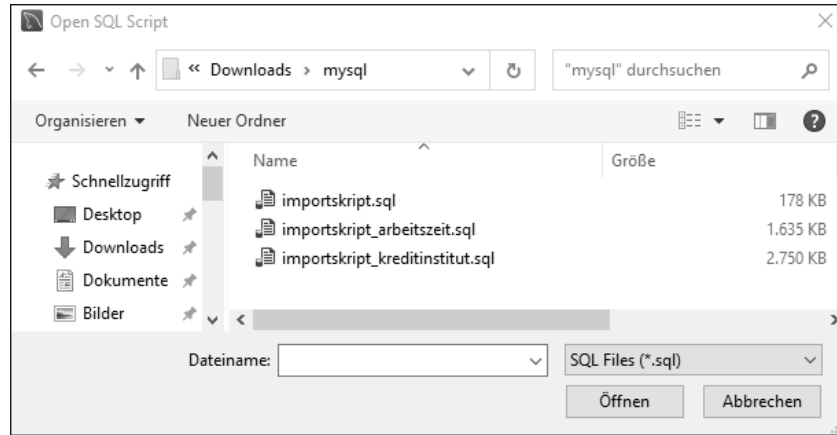 Open SQL Script
« Downloads › mysql
"mysql" durchsuchen
Organisieren
Neuer Ordner
Name
Größe
Schnellzugriff
Desktop
Downloads
Dokumente
Bilder
importskript.sql 178 KB
importskript_arbeitszeit.sql 1.635 KB
importskript_kreditinstitut.sql 2.750 KB
Dateiname:
SQL Files (*.sql)
Öffnen
Abbrechen